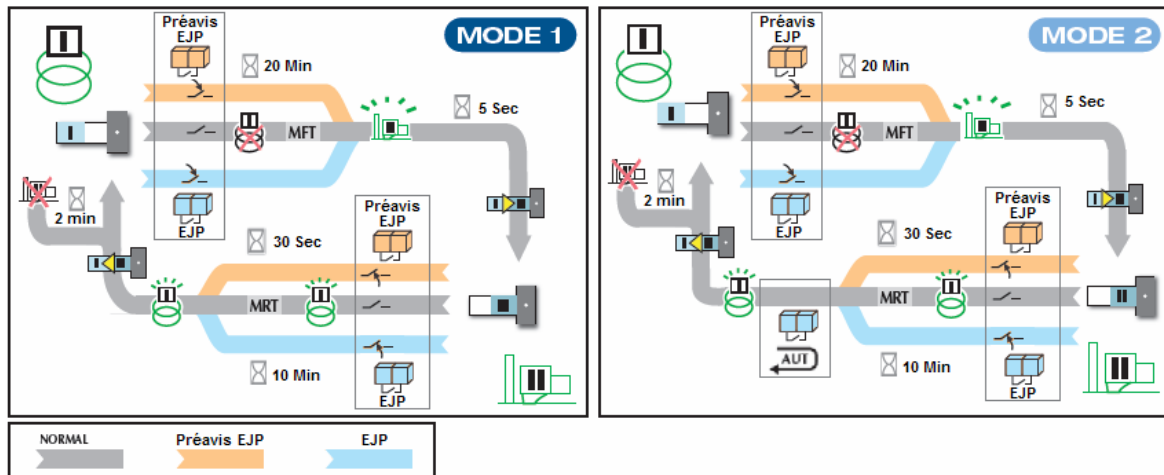 Préavis
EJP
MODE 1
20 Min
5 Sec
I
MFT
EJP
2 min
Préavis
EJP
30 Sec
MRT
10 Min
EJP
II
Préavis
EJP
MODE 2
20 Min
5 Sec
I
MFT
EJP
2 min
Préavis
EJP
30 Sec
MRT
AUT
10 Min
EJP
II
NORMAL
Préavis EJP
EJP